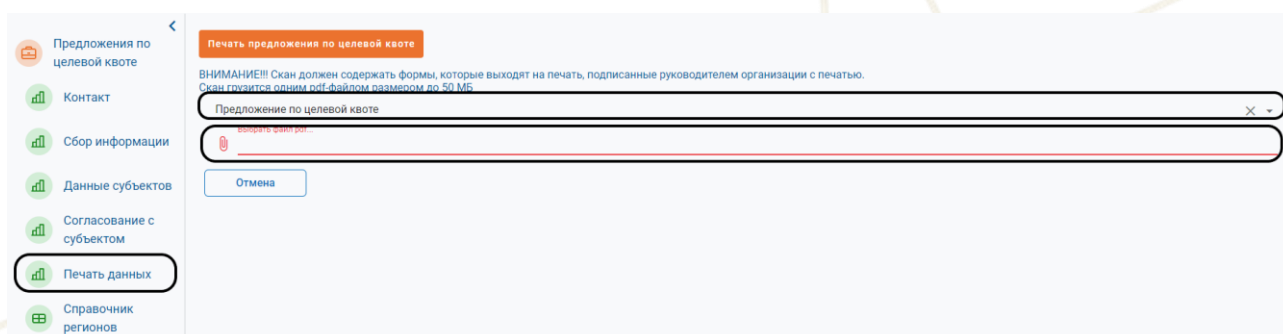 Предложения по
целевой квоте
Контакт
Сбор информации
Данные субъектов
Согласование с
субъектом
Печать данных
Справочник
регионов
Печать предложения по целевой квоте
ВНИМАНИЕ!!! Скан должен содержать формы, которые выходят на печать, подписанные руководителем организации с печатью.
Скан грузится одним pdf-файлом размером до 50 МБ
Предложение по целевой квоте
Выбрать файл pdf...
Отмена